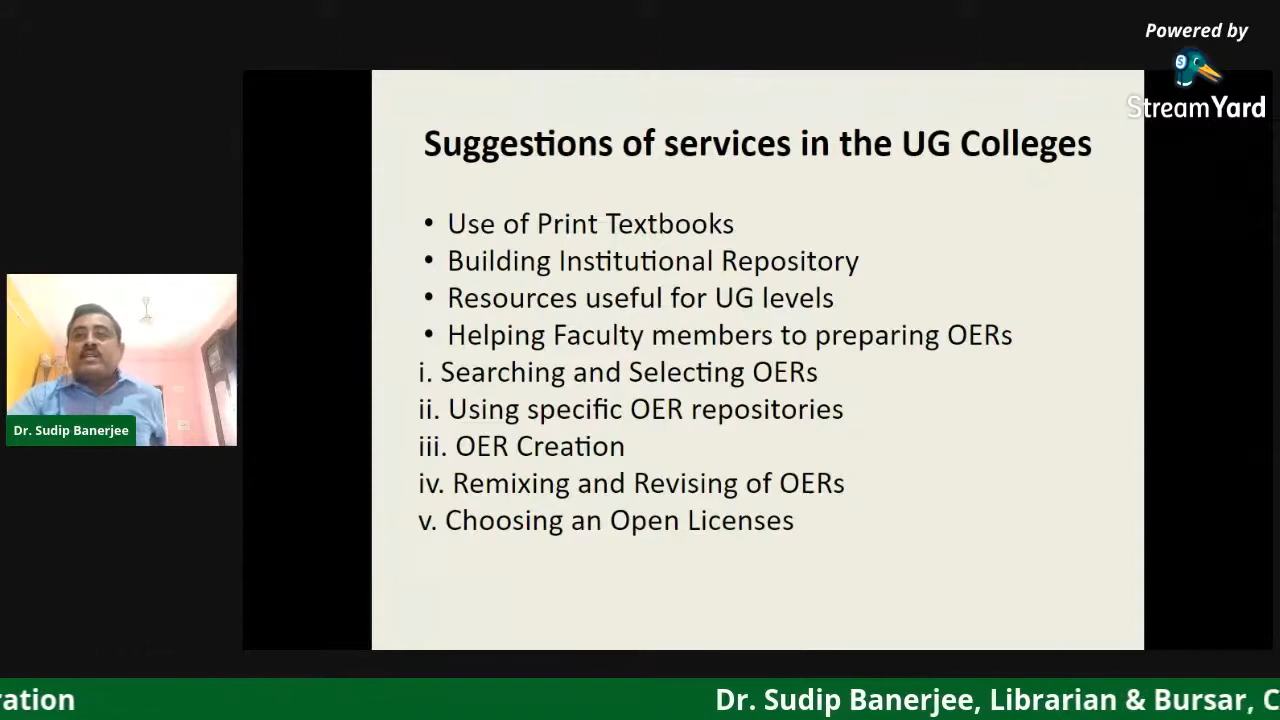 Powered by
StreamYard
Suggestions of services in the UG Colleges
• Use of Print Textbooks
• Building Institutional Repository
• Resources useful for UG levels
• Helping Faculty members to preparing OERs
i. Searching and Selecting OERs
ii. Using specific OER repositories
iii. OER Creation
iv. Remixing and Revising of OERs
v. Choosing an Open Licenses
Dr. Sudip Banerjee
ration Dr. Sudip Banerjee, Librarian & Bursar, C